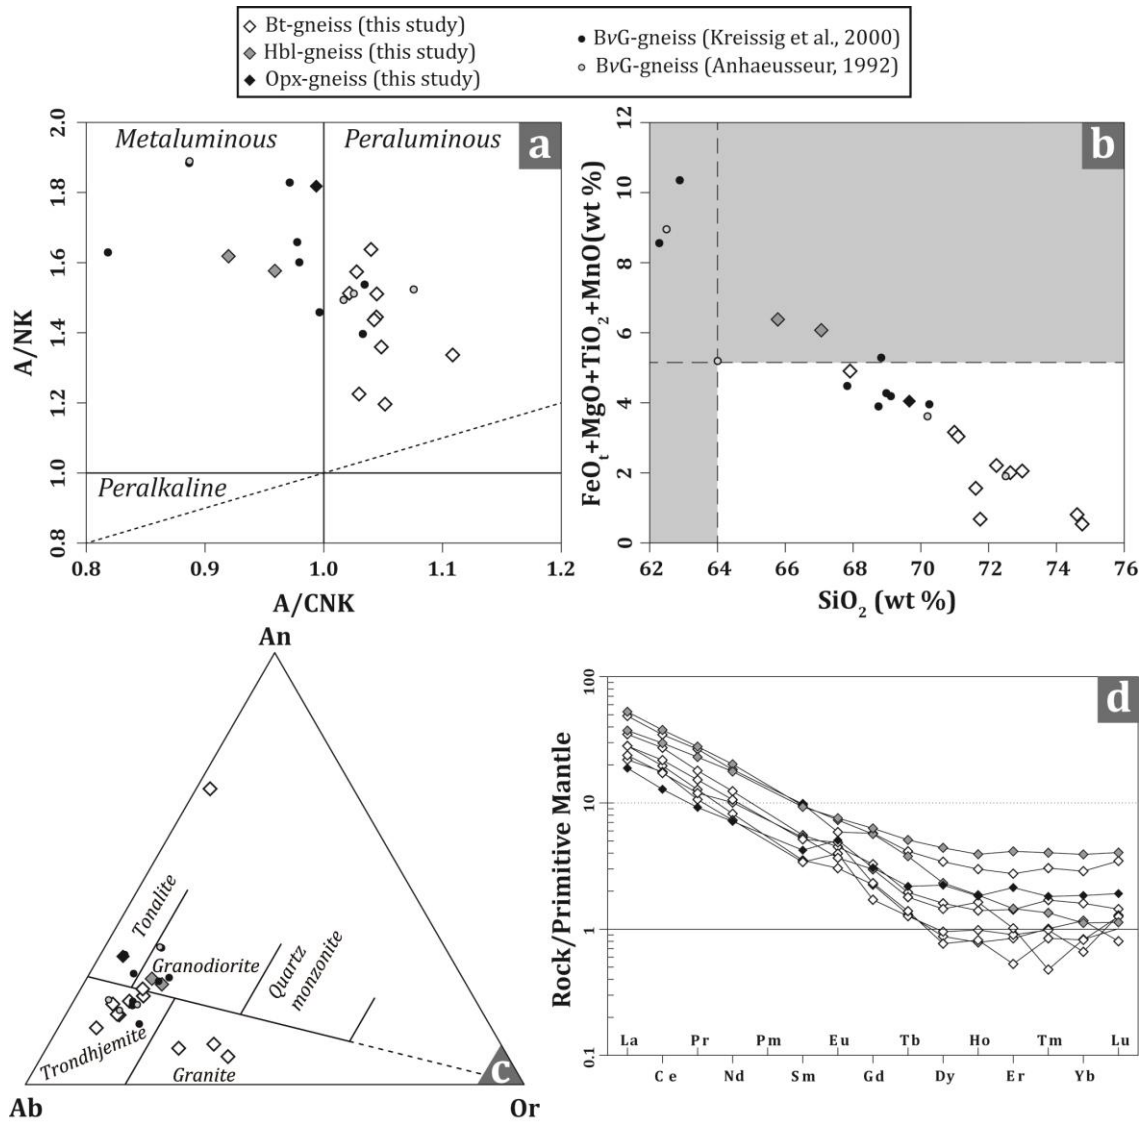 Bt-gneiss (this study)
Hbl-gneiss (this study)
Opx-gneiss (this study)
BvG-gneiss (Kreissig et al., 2000)
BvG-gneiss (Anhaeusseur, 1992)
Metaluminous
Peraluminous
a
Peralkaline
2.0
1.8
1.6
1.4
1.2
1.0
0.8
A/NK
0.8
0.9
1.0
1.1
1.2
A/CNK
b
12
10
8
6
4
2
0
FeOt+MgO+TiO2+MnO(wt %)
62
64
66
68
70
72
74
76
SiO2 (wt %)
An
Tonalite
Granodiorite
Quartz
monzonite
Trondhjemite
Granite
c
Ab
Or
d
100
10
1
0.1
Rock/Primitive Mantle
La
Pr
Pm
Eu
Tb
Ho
Tm
Lu
Ce
Nd
Sm
Gd
Dy
Er
Yb